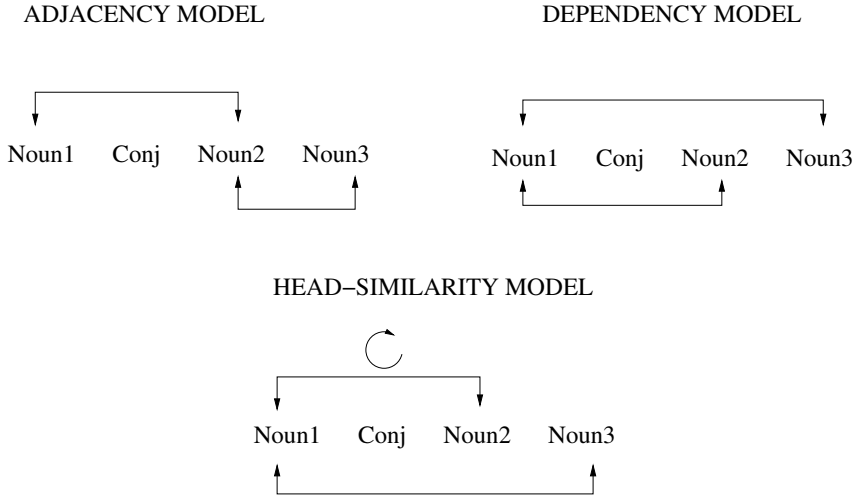 ADJACENCY MODEL
DEPENDENCY MODEL
Noun1 Conj Noun2 Noun3
Noun1 Conj Noun2 Noun3
HEAD−SIMILARITY MODEL
Noun1 Conj Noun2 Noun3